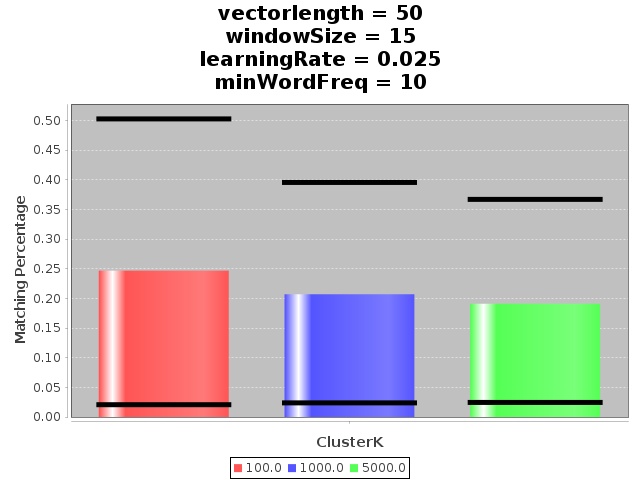 vectorlength = 50
windowSize = 15
learningRate = 0.025
minWordFreq = 10
Matching Percentage
0.50
0.45
0.40
0.35
0.30
0.25
0.20
0.15
0.10
0.05
0.00
ClusterK
100.0 1000.0 5000.0